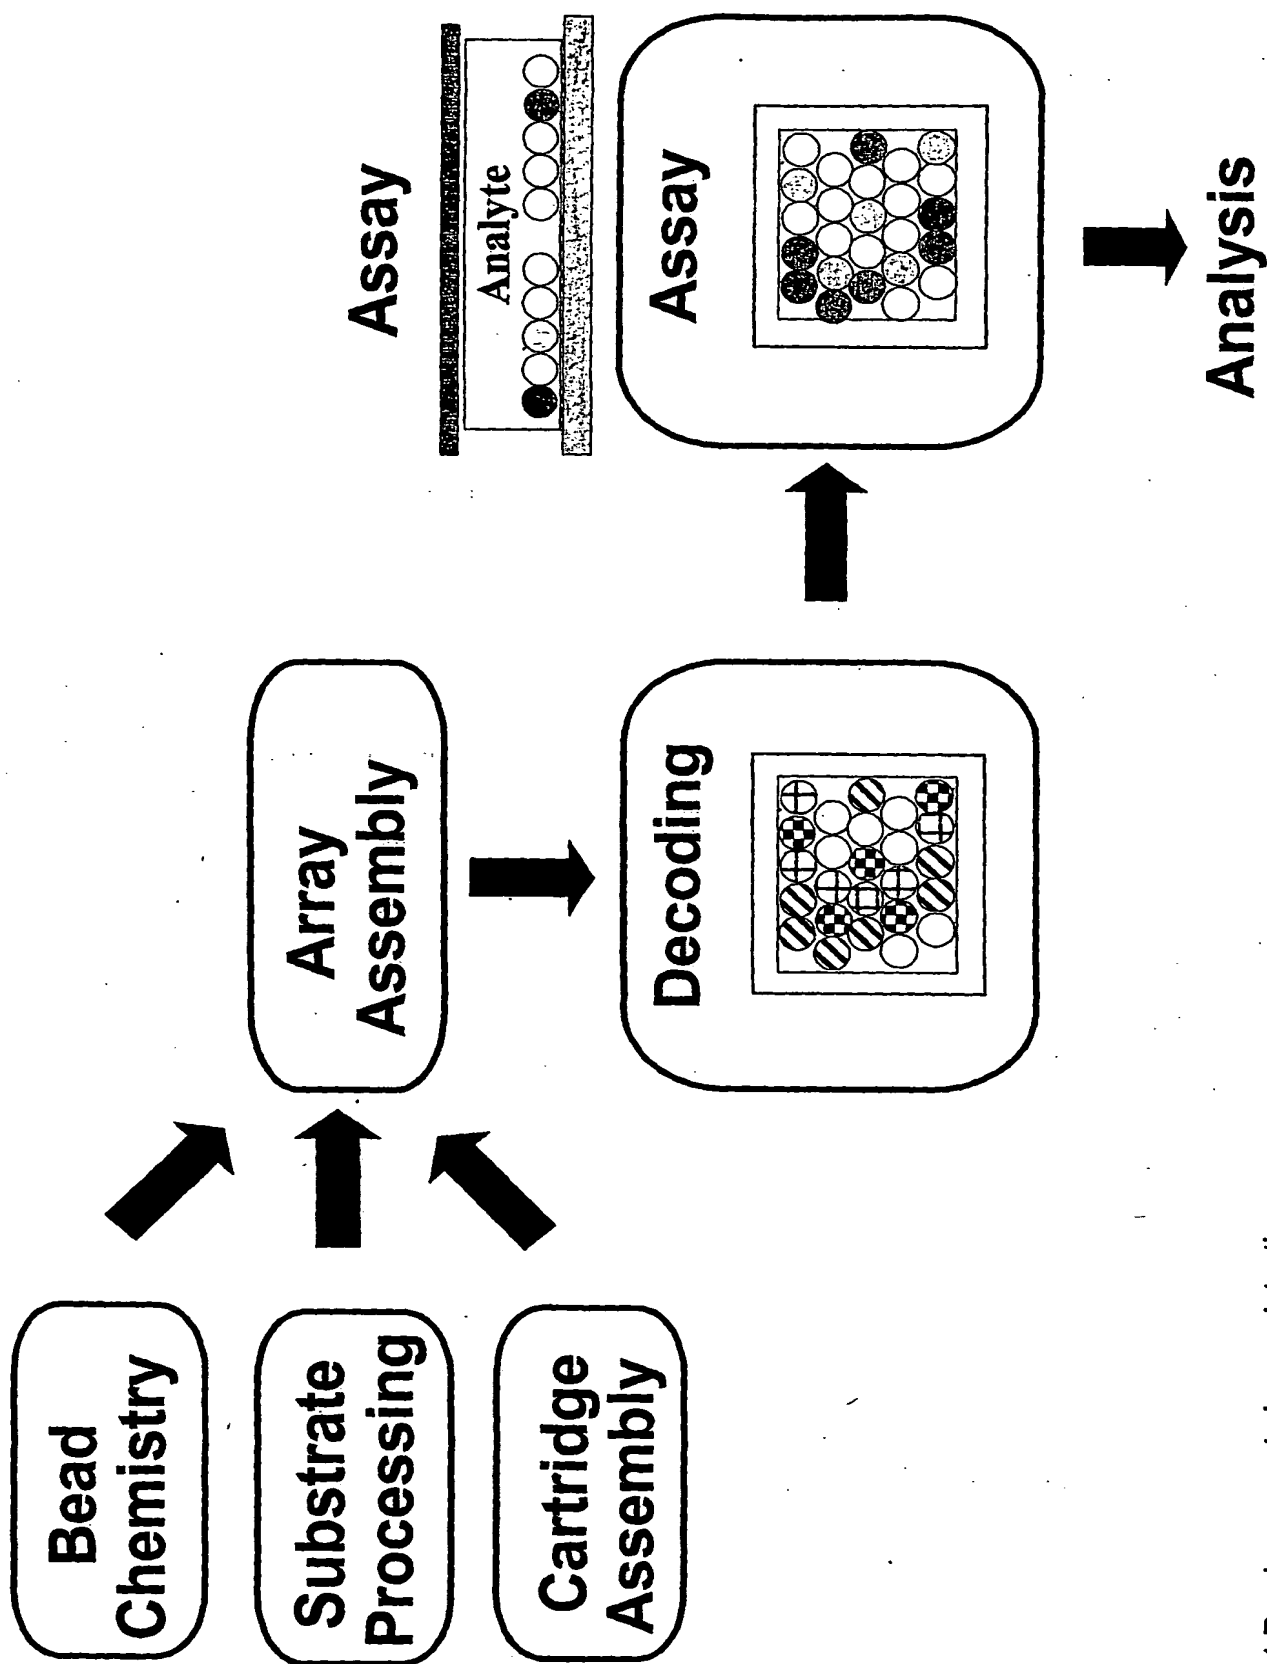 Bead
Chemistry
Substrate
Processing
Cartridge
Assembly
Array
Assembly
Decoding
Assay
Analyte
Assay
Analysis